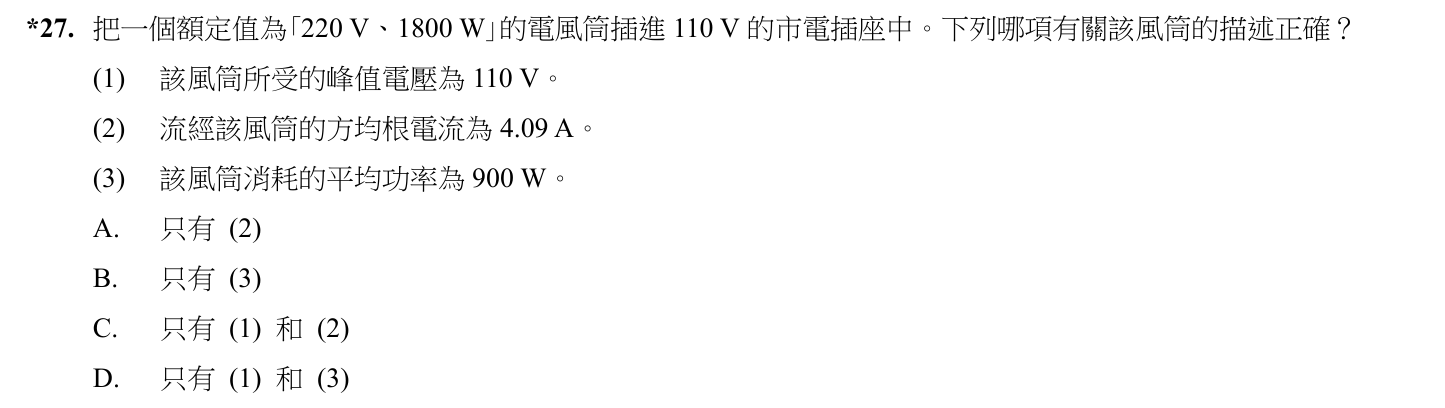 *27. 把一個額定值為「220 V、1800 W」的電風筒插進 110 V 的市電插座中。下列哪項有關該風筒的描述正確？
(1) 該風筒所受的峰值電壓為 110 V。
(2) 流經該風筒的方均根電流為 4.09 A。
(3) 該風筒消耗的平均功率為 900 W。
A. 只有 (2)
B. 只有 (3)
C. 只有 (1) 和 (2)
D. 只有 (1) 和 (3)